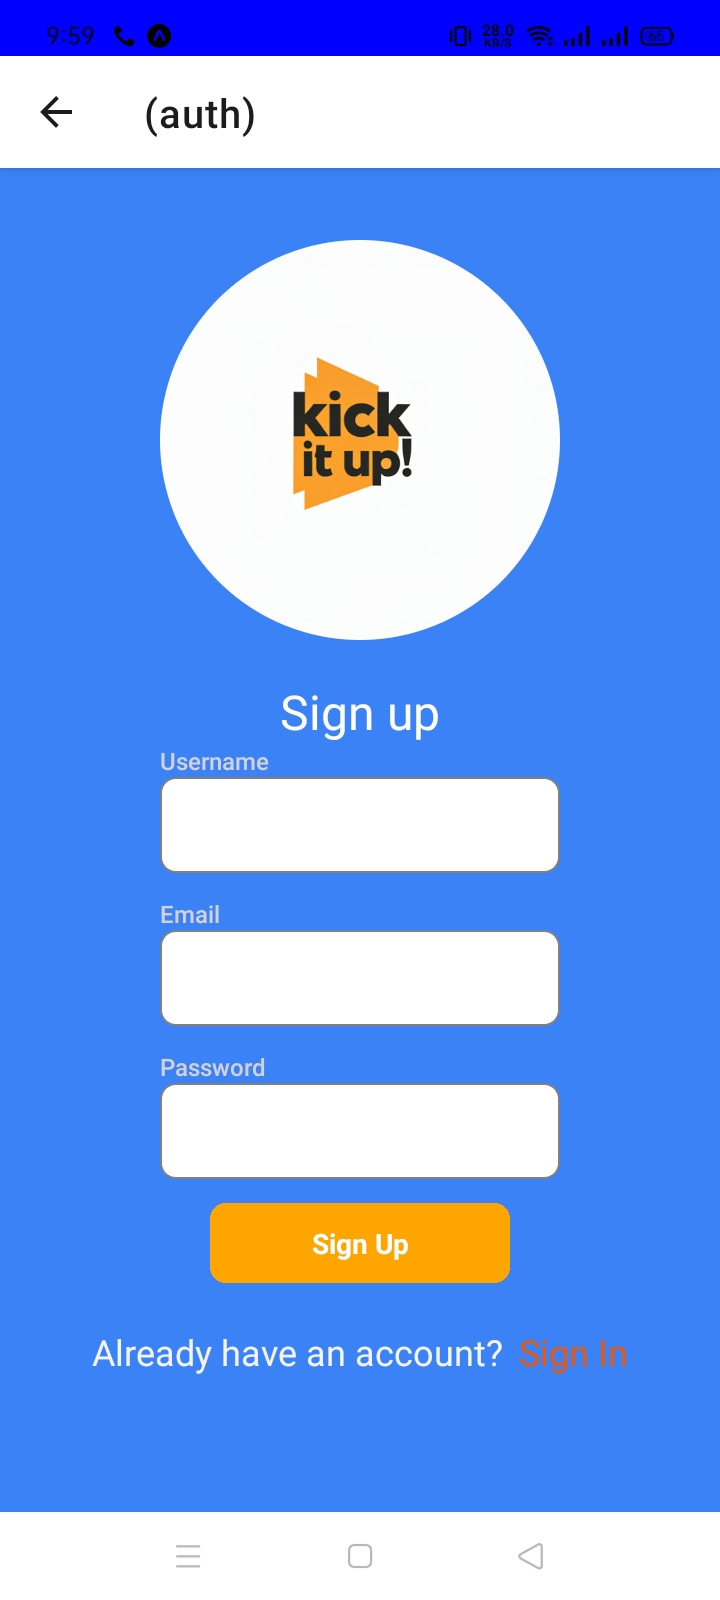 9:59 28.0 KB/S 65
(auth)
kick
it up!
Sign up
Username
Email
Password
Sign Up
Already have an account? Sign In